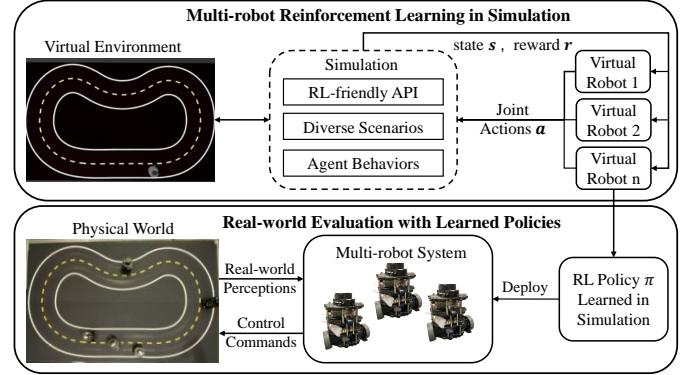 Multi-robot Reinforcement Learning in Simulation
Virtual Environment
Simulation
RL-friendly API
Diverse Scenarios
Agent Behaviors
state s , reward r
Joint
Actions a
Virtual
Robot 1
Virtual
Robot 2
Virtual
Robot n
Real-world Evaluation with Learned Policies
Physical World
Real-world
Perceptions
Control
Commands
Multi-robot System
Deploy
RL Policy π
Learned in
Simulation